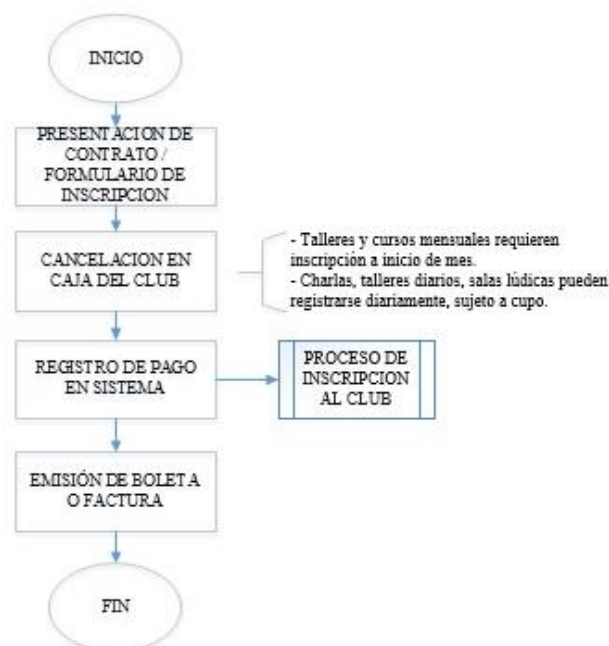 INICIO
PRESENTACION DE
CONTRATO /
FORMULARIO DE
INSCRIPCION
CANCELACION EN
CAJA DEL CLUB
- Talleres y cursos mensuales requieren
inscripción a inicio de mes.
- Charlas, talleres diarios, salas lúdicas pueden
registrarse diariamente, sujeto a cupo.
REGISTRO DE PAGO
EN SISTEMA
PROCESO DE
INSCRIPCION
AL CLUB
EMISIÓN DE BOLETA
O FACTURA
FIN